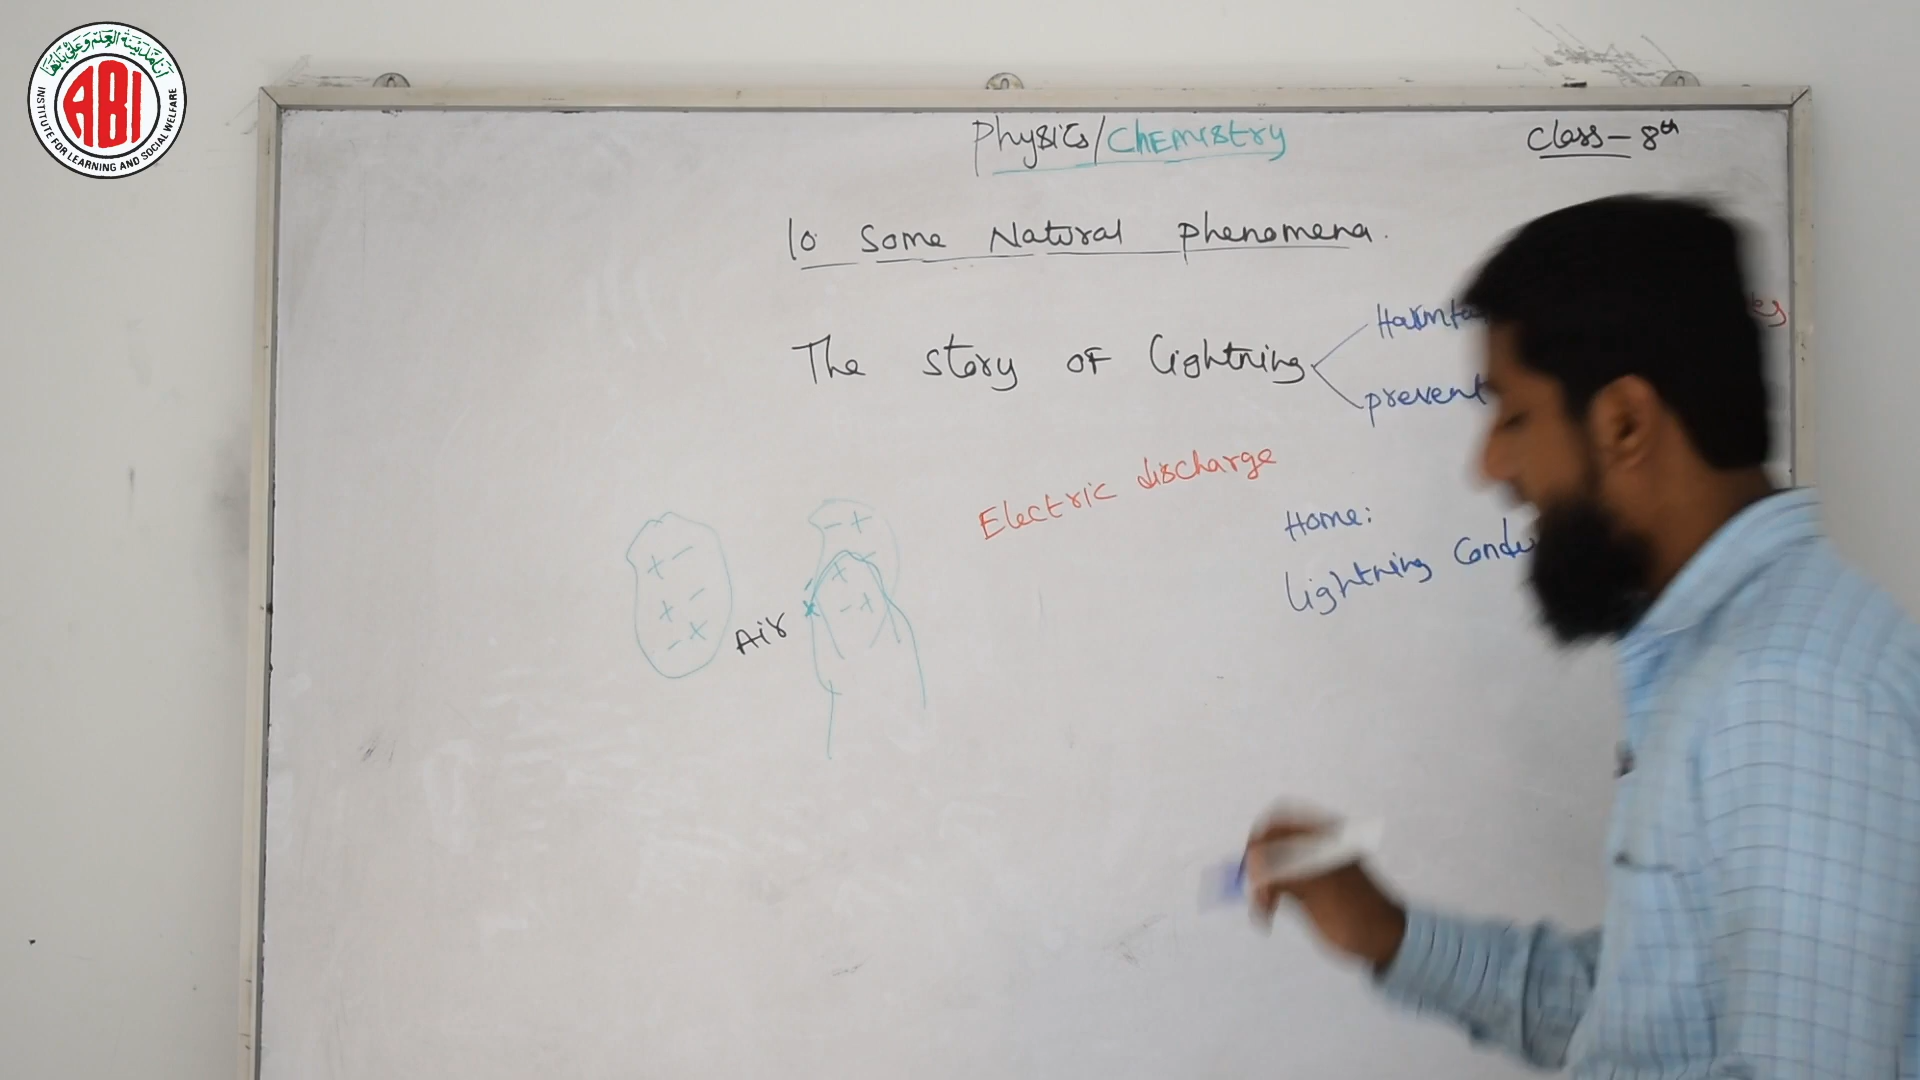 ABI
INSTITUTE FOR LEARNING AND SOCIAL WELFARE
Physics/Chemistry
Class - 8th
10 Some Natural phenomena.
The story of lightning
prevent
Electric discharge
Home:
lightning
Air